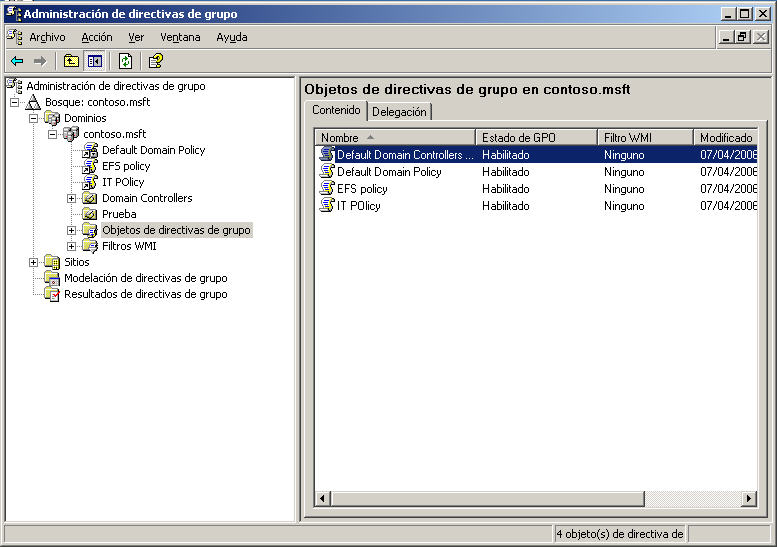 Administración de directivas de grupo
Archivo Acción Ver Ventana Ayuda
Administración de directivas de grupo
Bosque: contoso.msft
Dominios
contoso.msft
Default Domain Policy
EFS policy
IT POlicy
Domain Controllers
Prueba
Objetos de directivas de grupo
Filtros WMI
Sitios
Modelación de directivas de grupo
Resultados de directivas de grupo
Objetos de directivas de grupo en contoso.msft
Contenido Delegación
Nombre Estado de GPO Filtro WMI Modificado
Default Domain Controllers ... Habilitado Ninguno 07/04/2006
Default Domain Policy Habilitado Ninguno 07/04/2006
EFS policy Habilitado Ninguno 07/04/2006
IT POlicy Habilitado Ninguno 07/04/2006
4 objeto(s) de directiva de